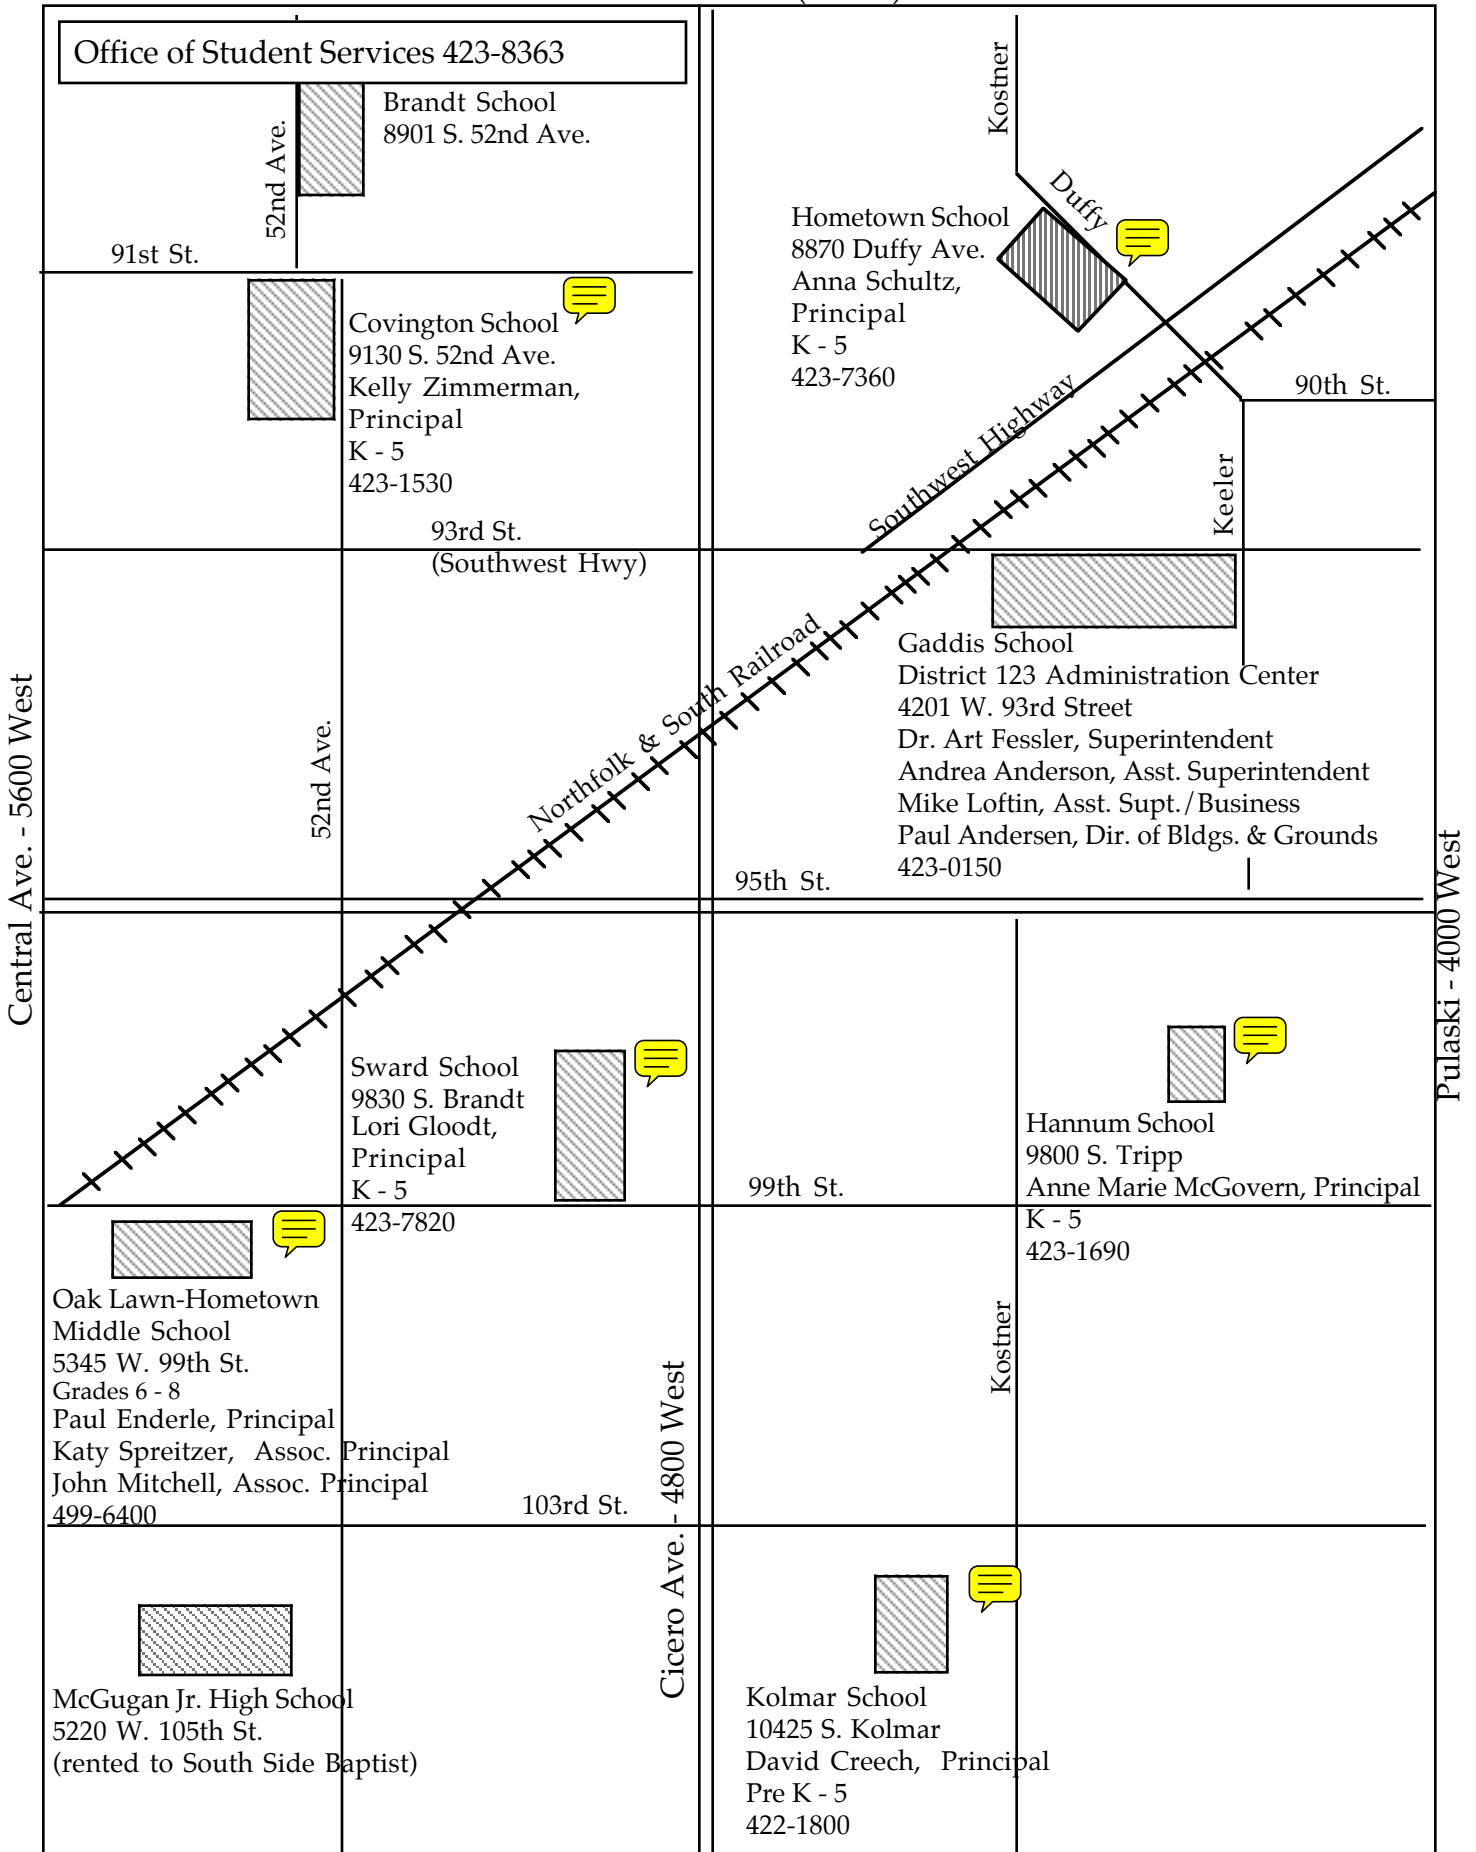 Office of Student Services 423-8363
Brandt School
8901 S. 52nd Ave.
52nd Ave.
91st St.
Kostner
Duffy
Hometown School
8870 Duffy Ave.
Anna Schultz,
Principal
K - 5
423-7360
Covington School
9130 S. 52nd Ave.
Kelly Zimmerman,
Principal
K - 5
423-1530
90th St.
Southwest Highway
Keeler
93rd St.
(Southwest Hwy)
Northfolk & South Railroad
Gaddis School
District 123 Administration Center
4201 W. 93rd Street
Dr. Art Fessler, Superintendent
Andrea Anderson, Asst. Superintendent
Mike Loftin, Asst. Supt./Business
Paul Andersen, Dir. of Bldgs. & Grounds
423-0150
52nd Ave.
Central Ave. - 5600 West
95th St.
Pulaski - 4000 West
Sward School
9830 S. Brandt
Lori Gloodt,
Principal
K - 5
423-7820
99th St.
Hannum School
9800 S. Tripp
Anne Marie McGovern, Principal
K - 5
423-1690
Oak Lawn-Hometown
Middle School
5345 W. 99th St.
Grades 6 - 8
Paul Enderle, Principal
Katy Spreitzer, Assoc. Principal
John Mitchell, Assoc. Principal
499-6400
Kostner
103rd St.
Cicero Ave. - 4800 West
McGugan Jr. High School
5220 W. 105th St.
(rented to South Side Baptist)
Kolmar School
10425 S. Kolmar
David Creech, Principal
Pre K - 5
422-1800